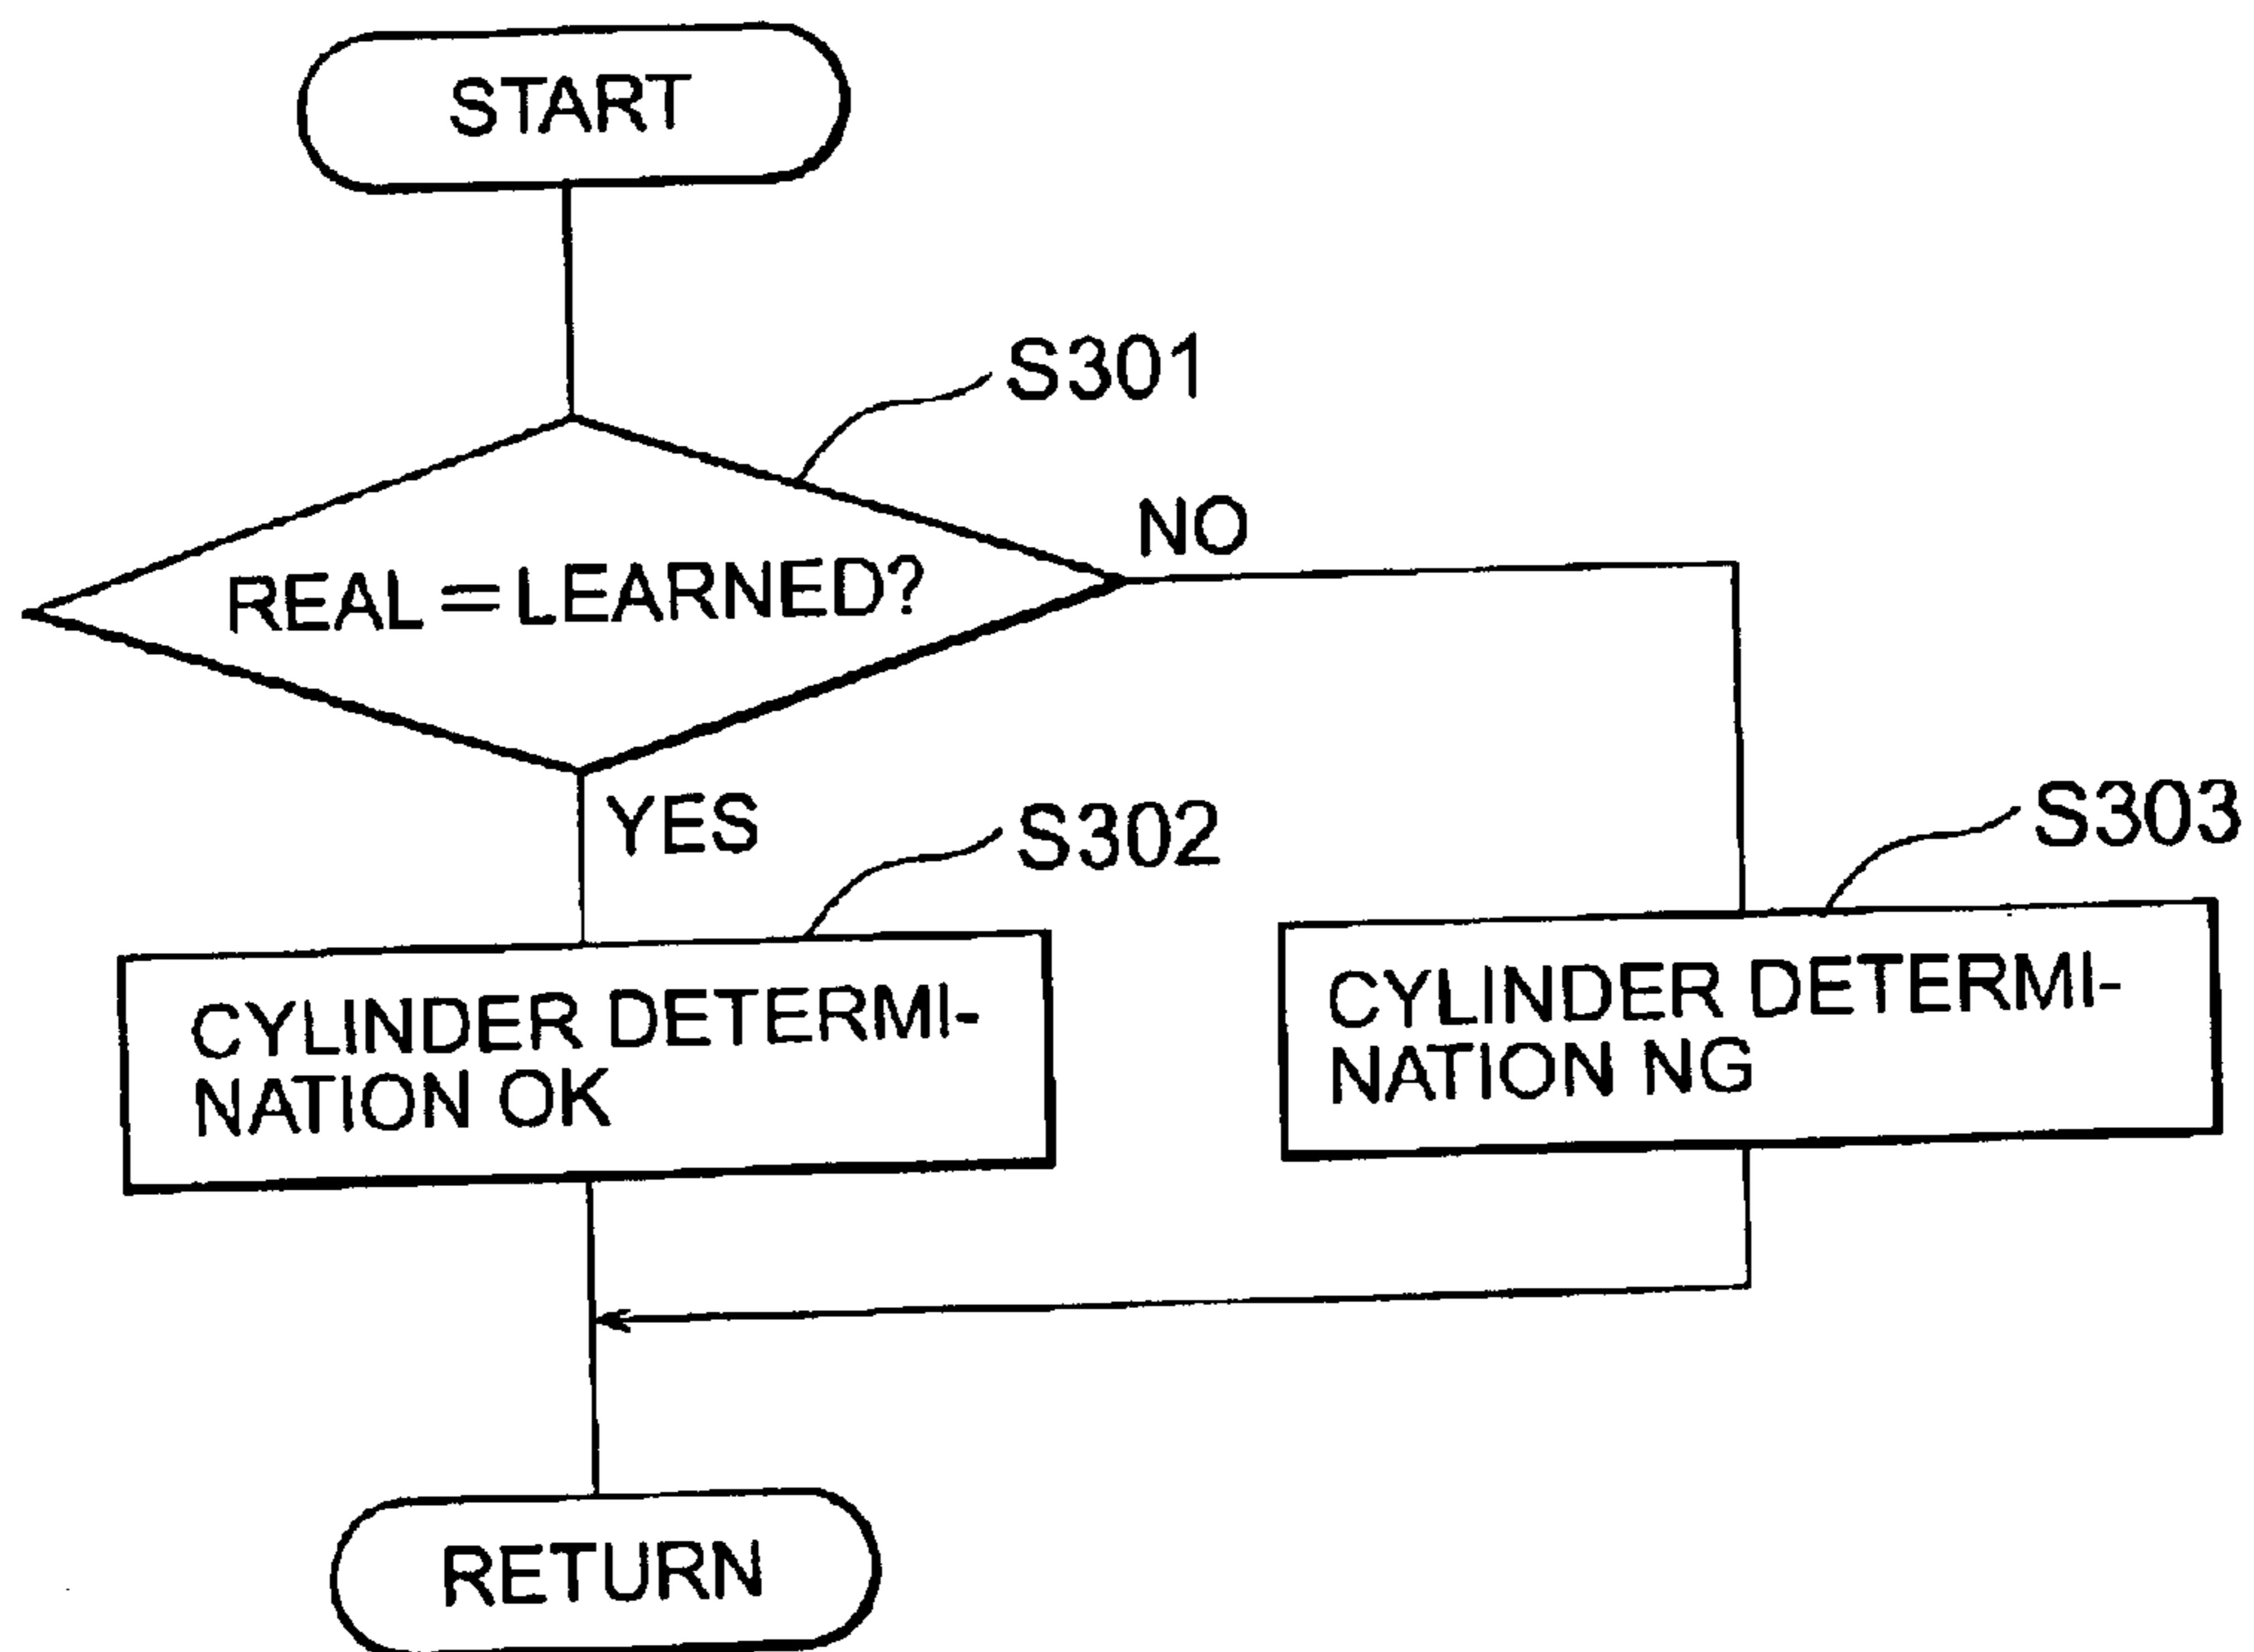 START
S301
NO
REAL=LEARNED?
YES
S302
S303
CYLINDER DETERMI-
NATION OK
CYLINDER DETERMI-
NATION NG
RETURN